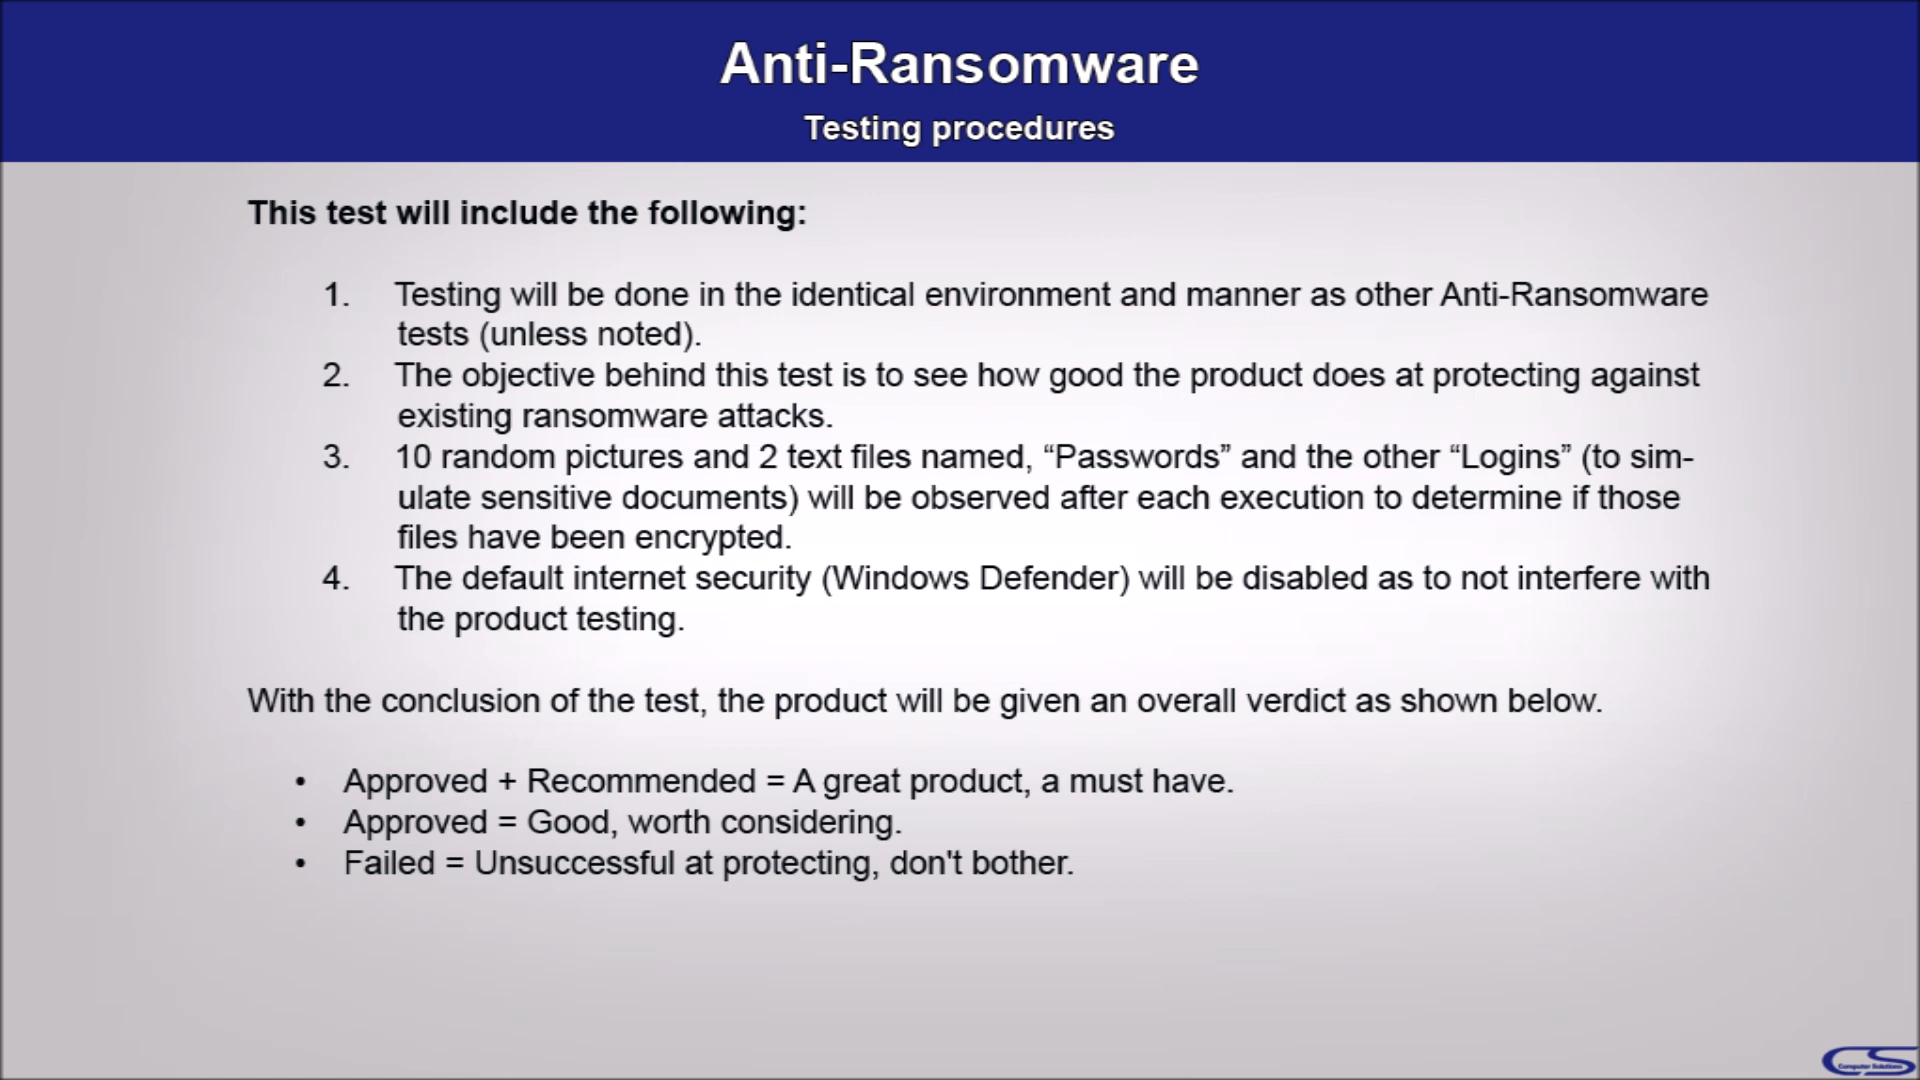 Anti-Ransomware
Testing procedures
This test will include the following:
1. Testing will be done in the identical environment and manner as other Anti-Ransomware
tests (unless noted).
2. The objective behind this test is to see how good the product does at protecting against
existing ransomware attacks.
3. 10 random pictures and 2 text files named, “Passwords” and the other “Logins” (to sim-
ulate sensitive documents) will be observed after each execution to determine if those
files have been encrypted.
4. The default internet security (Windows Defender) will be disabled as to not interfere with
the product testing.
With the conclusion of the test, the product will be given an overall verdict as shown below.
• Approved + Recommended = A great product, a must have.
• Approved = Good, worth considering.
• Failed = Unsuccessful at protecting, don't bother.
CS
Computer Solutions